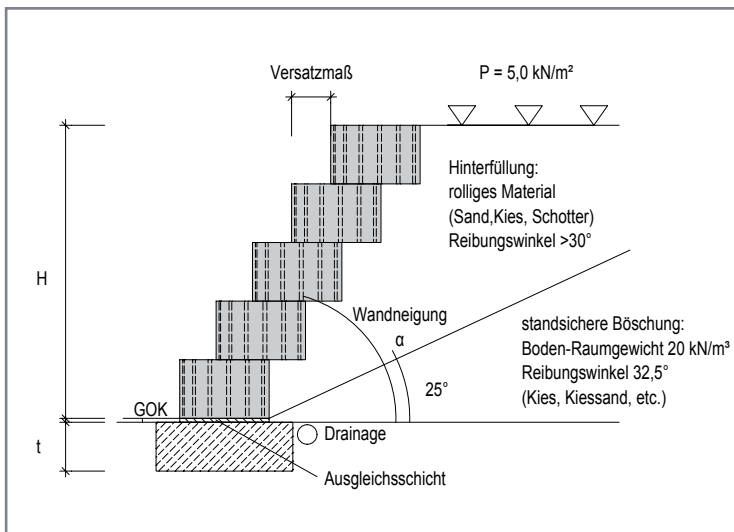 Versatzmaß
P = 5,0 kN/m²
Hinterfüllung:
rolliges Material
(Sand,Kies, Schotter)
Reibungswinkel >30°
H
Wandneigung
α
standsichere Böschung:
Boden-Raumgewicht 20 kN/m³
Reibungswinkel 32,5°
(Kies, Kiessand, etc.)
25°
GOK
t
Drainage
Ausgleichsschicht